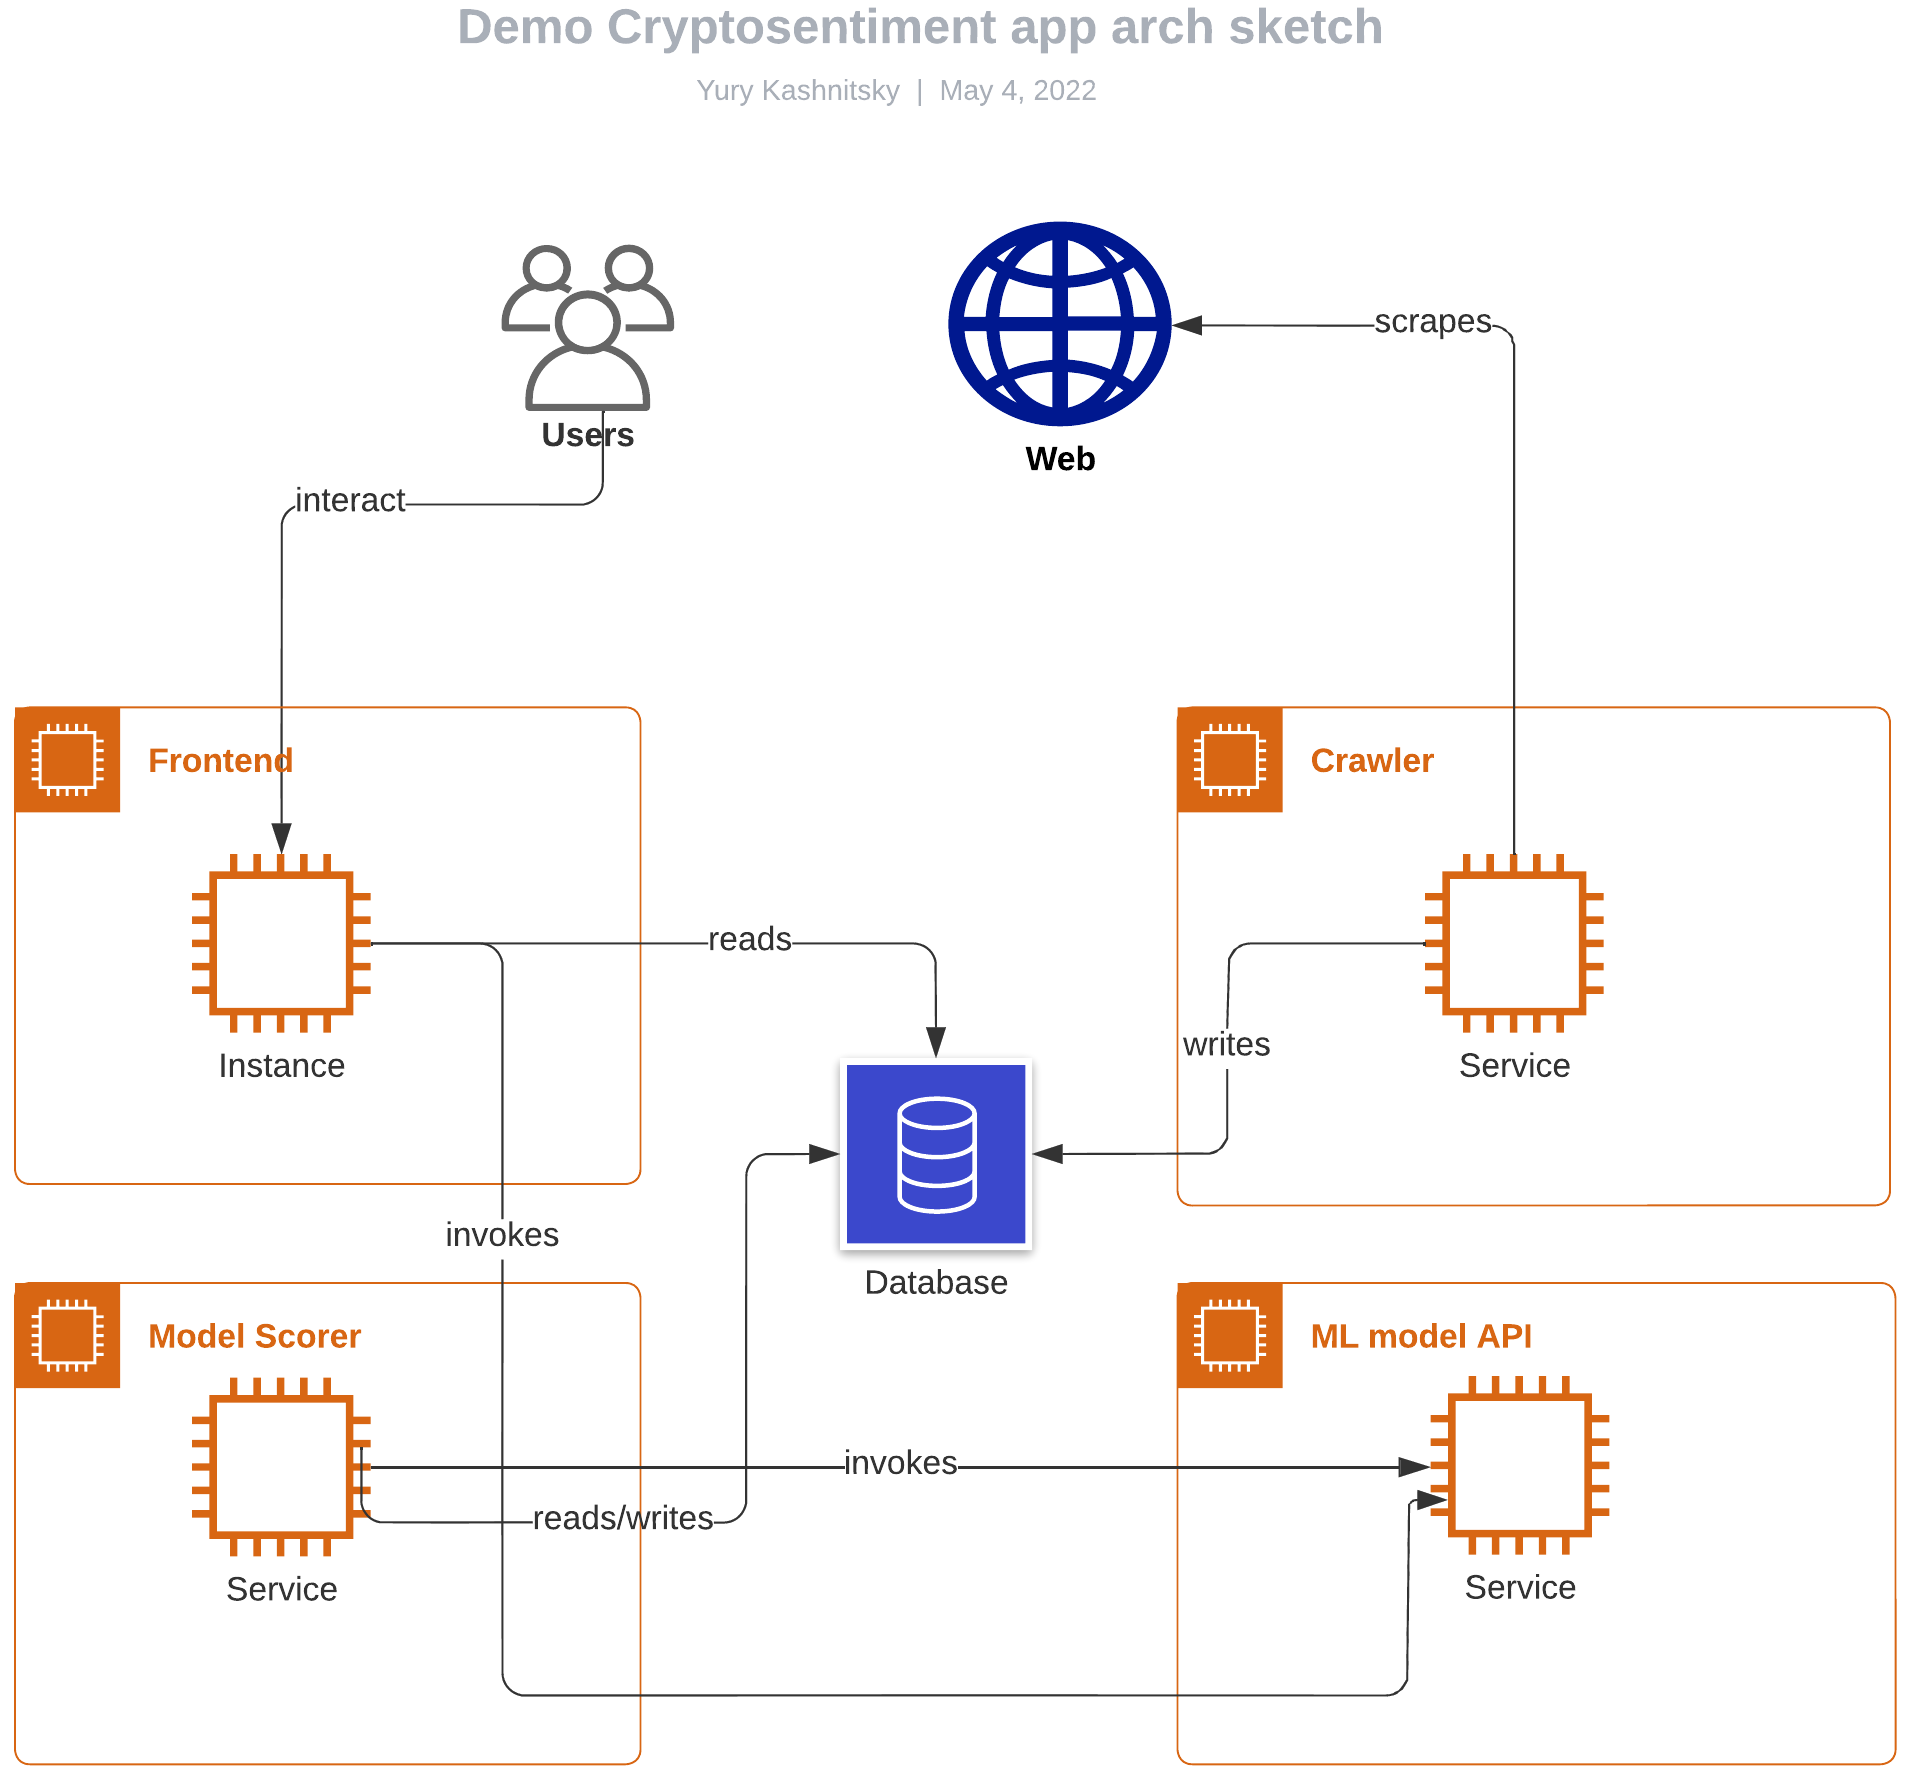 Demo Cryptosentiment app arch sketch
Yury Kashnitsky | May 4, 2022
scrapes
Users
Web
interact
Frontend
Crawler
reads
writes
Instance
Service
invokes
Database
Model Scorer
ML model API
invokes
reads/writes
Service
Service